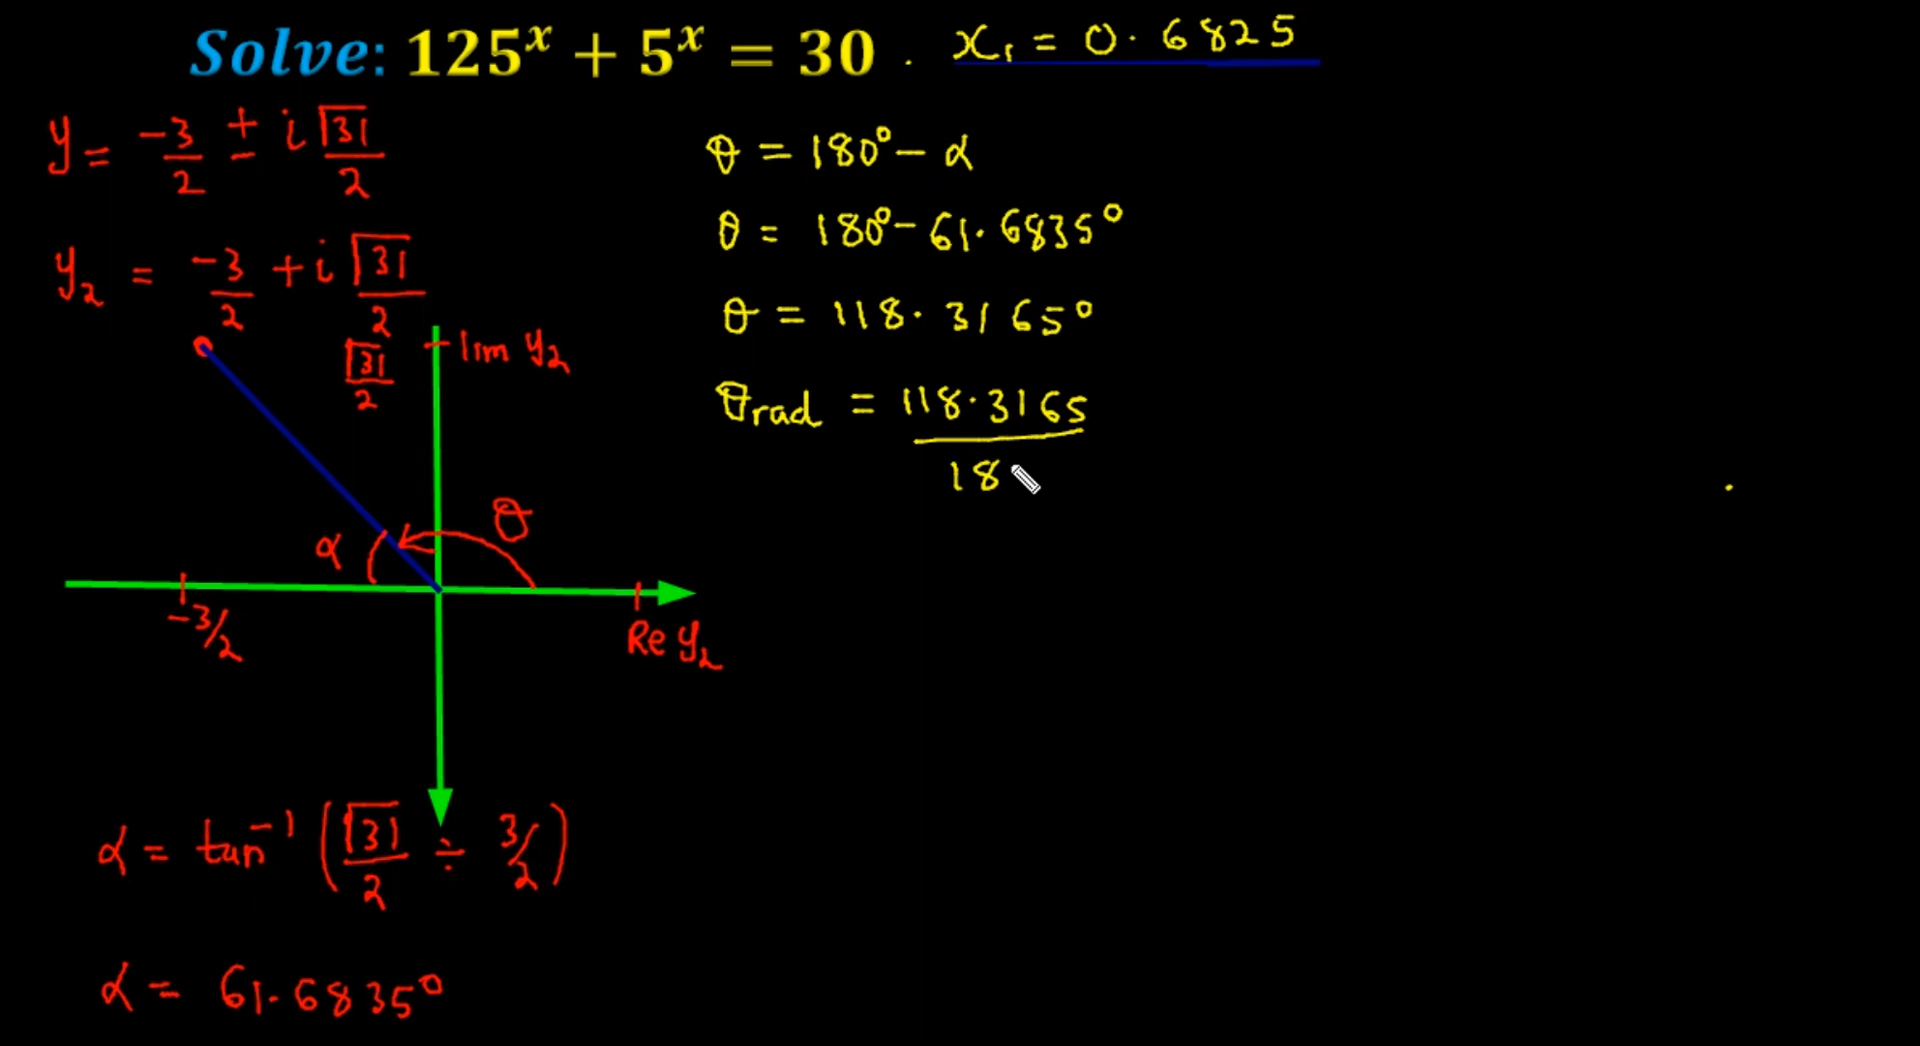 Solve: 125^x + 5^x = 30 . x₁ = 0.6825
y = -3/2 ± i √31/2
y₂ = -3/2 + i √31/2
√31/2
Iim y₂
α
θ
-3/2
Re y₂
α = tan⁻¹ (√31/2 ÷ 3/2)
α = 61.6835°
θ = 180° - α
θ = 180° - 61.6835°
θ = 118.3165°
θrad = 118.3165/18